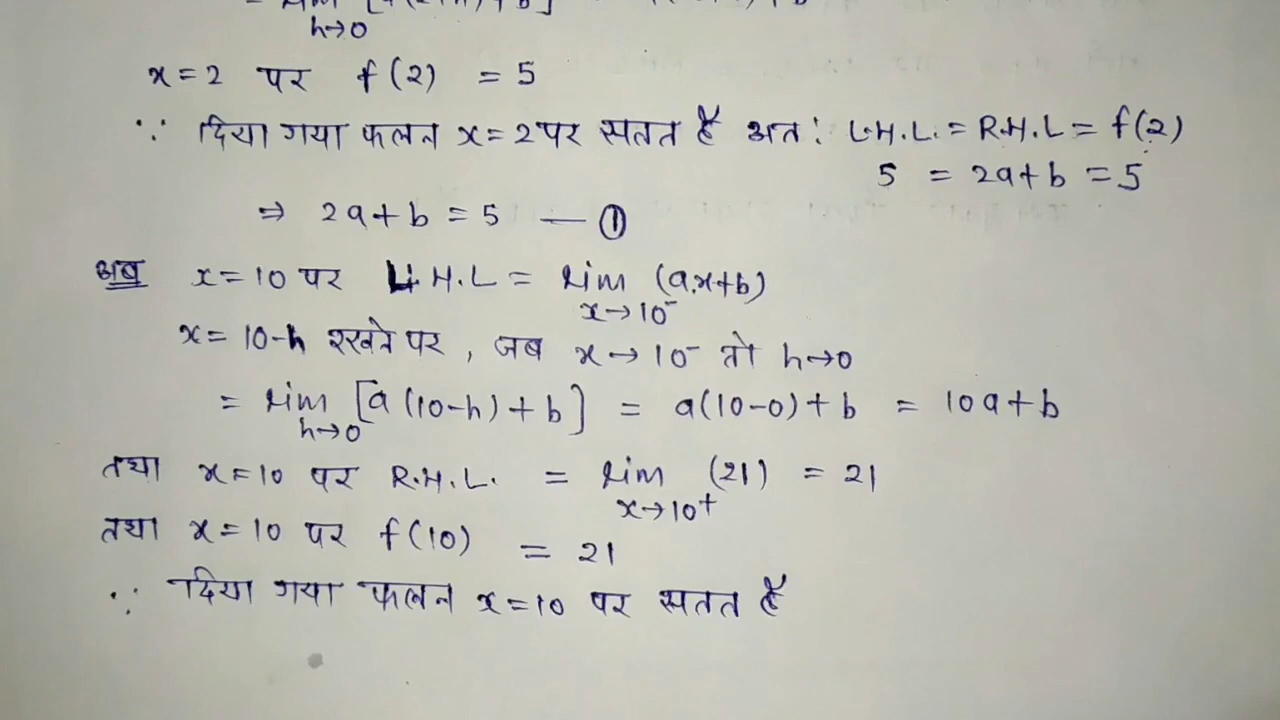 h→0
x=2 पर f(2) = 5
∵ दिया गया फलन x=2 पर सतत है अत: L.H.L. = R.H.L = f(2)
5 = 2a+b = 5
⇒ 2a+b = 5 — ①
अब x=10 पर L.H.L = lim (ax+b)
x→10⁻
x= 10-h रखने पर , जब x→10⁻ तो h→0
= lim [a(10-h)+b] = a(10-0)+b = 10a+b
h→0
तथा x=10 पर R.H.L. = lim (21) = 21
x→10+
तथा x=10 पर f(10) = 21
∵ दिया गया फलन x=10 पर सतत है